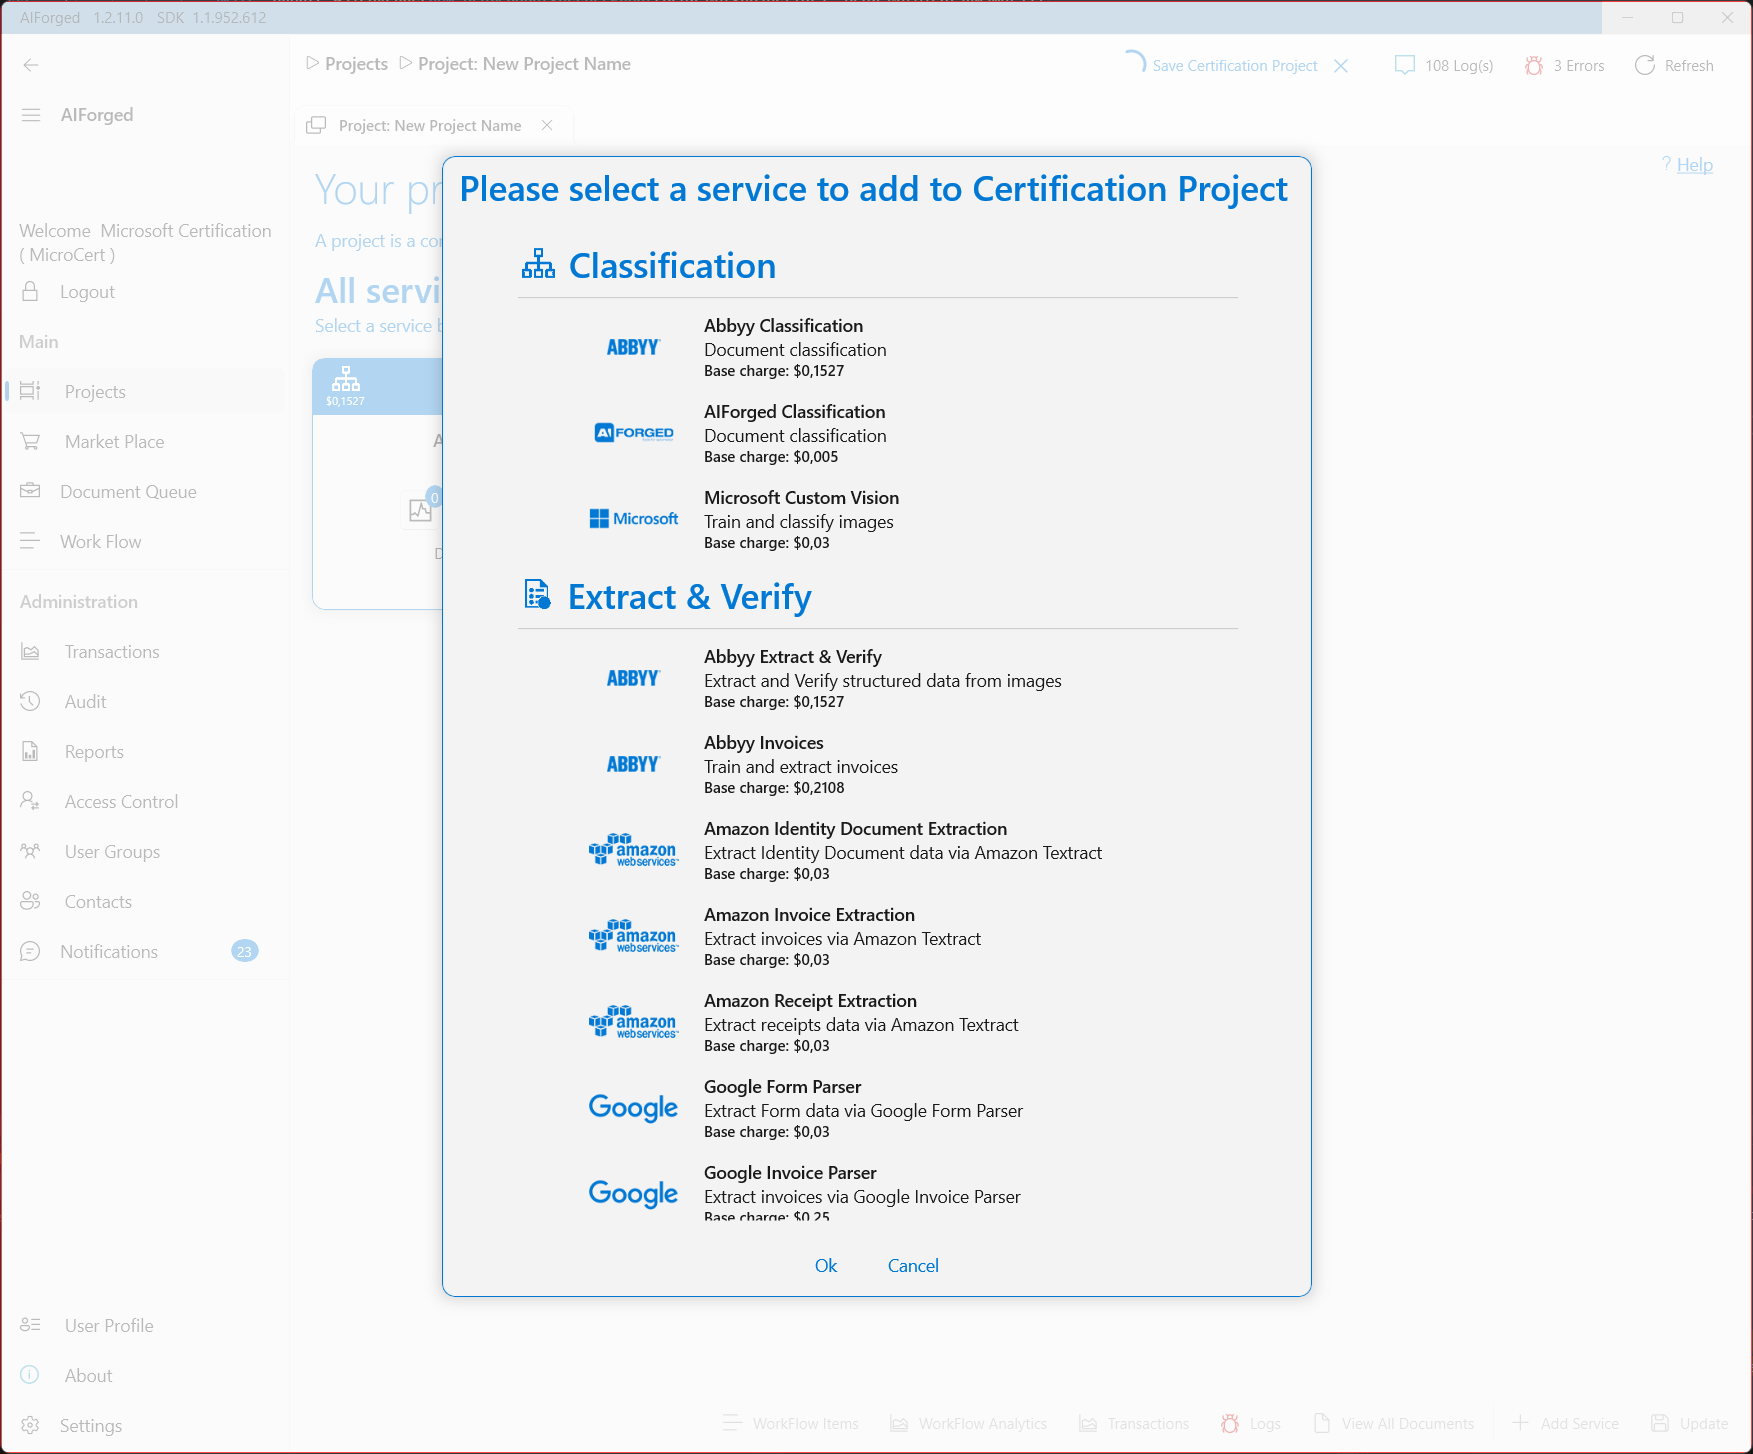 AIForged 1.2.11.0 SDK 1.1.952.612
Projects Project: New Project Name
Save Certification Project
108 Log(s)
3 Errors
Refresh
AIForged
Project: New Project Name
? Help
Your pr
A project is a cor
All servi
Select a service b
$0,1527
A
0
D
Welcome Microsoft Certification
( MicroCert )
Logout
Main
Projects
Market Place
Document Queue
Work Flow
Administration
Transactions
Audit
Reports
Access Control
User Groups
Contacts
Notifications 23
User Profile
About
Settings
Please select a service to add to Certification Project
Classification
ABBYY
Abbyy Classification
Document classification
Base charge: $0,1527
AI FORGED
AIForged Classification
Document classification
Base charge: $0,005
Microsoft
Microsoft Custom Vision
Train and classify images
Base charge: $0,03
Extract & Verify
ABBYY
Abbyy Extract & Verify
Extract and Verify structured data from images
Base charge: $0,1527
ABBYY
Abbyy Invoices
Train and extract invoices
Base charge: $0,2108
amazon
webservices™
Amazon Identity Document Extraction
Extract Identity Document data via Amazon Textract
Base charge: $0,03
amazon
webservices™
Amazon Invoice Extraction
Extract invoices via Amazon Textract
Base charge: $0,03
amazon
webservices™
Amazon Receipt Extraction
Extract receipts data via Amazon Textract
Base charge: $0,03
Google
Google Form Parser
Extract Form data via Google Form Parser
Base charge: $0,03
Google
Google Invoice Parser
Extract invoices via Google Invoice Parser
Base charge: $0,25
Ok
Cancel
WorkFlow Items
WorkFlow Analytics
Transactions
Logs
View All Documents
Add Service
Update